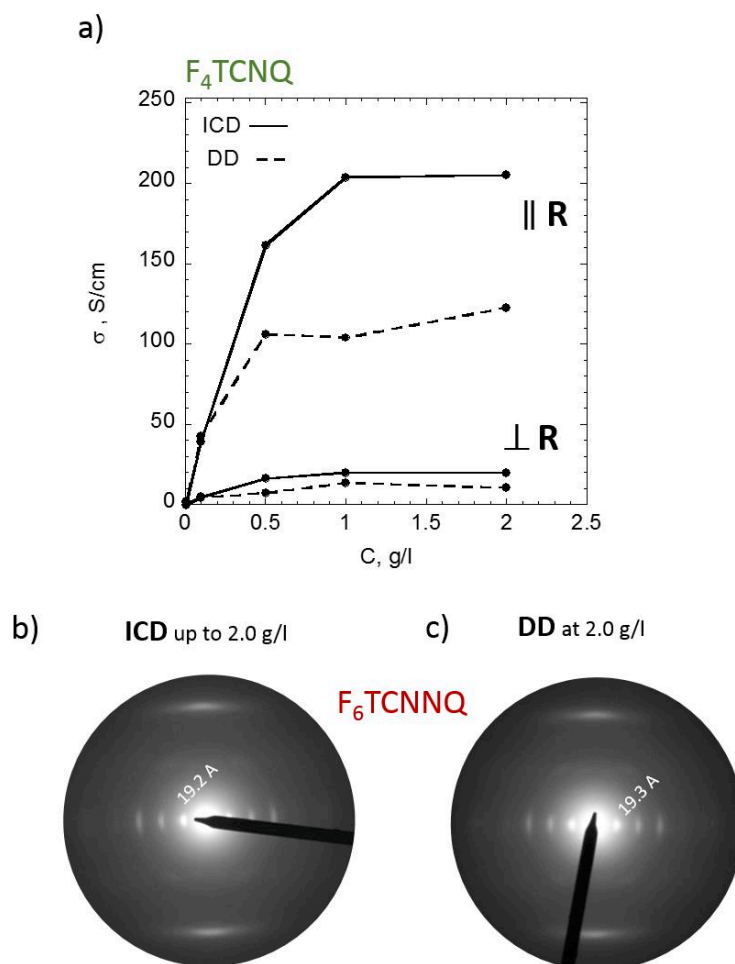 a)
F₄TCNQ
250
200
150
100
50
0
ICD
DD
∥ R
⊥ R
σ , S/cm
0 0.5 1 1.5 2 2.5
C, g/l
b) ICD up to 2.0 g/l
c) DD at 2.0 g/l
F₆TCNNQ
19.2 A
19.3 A